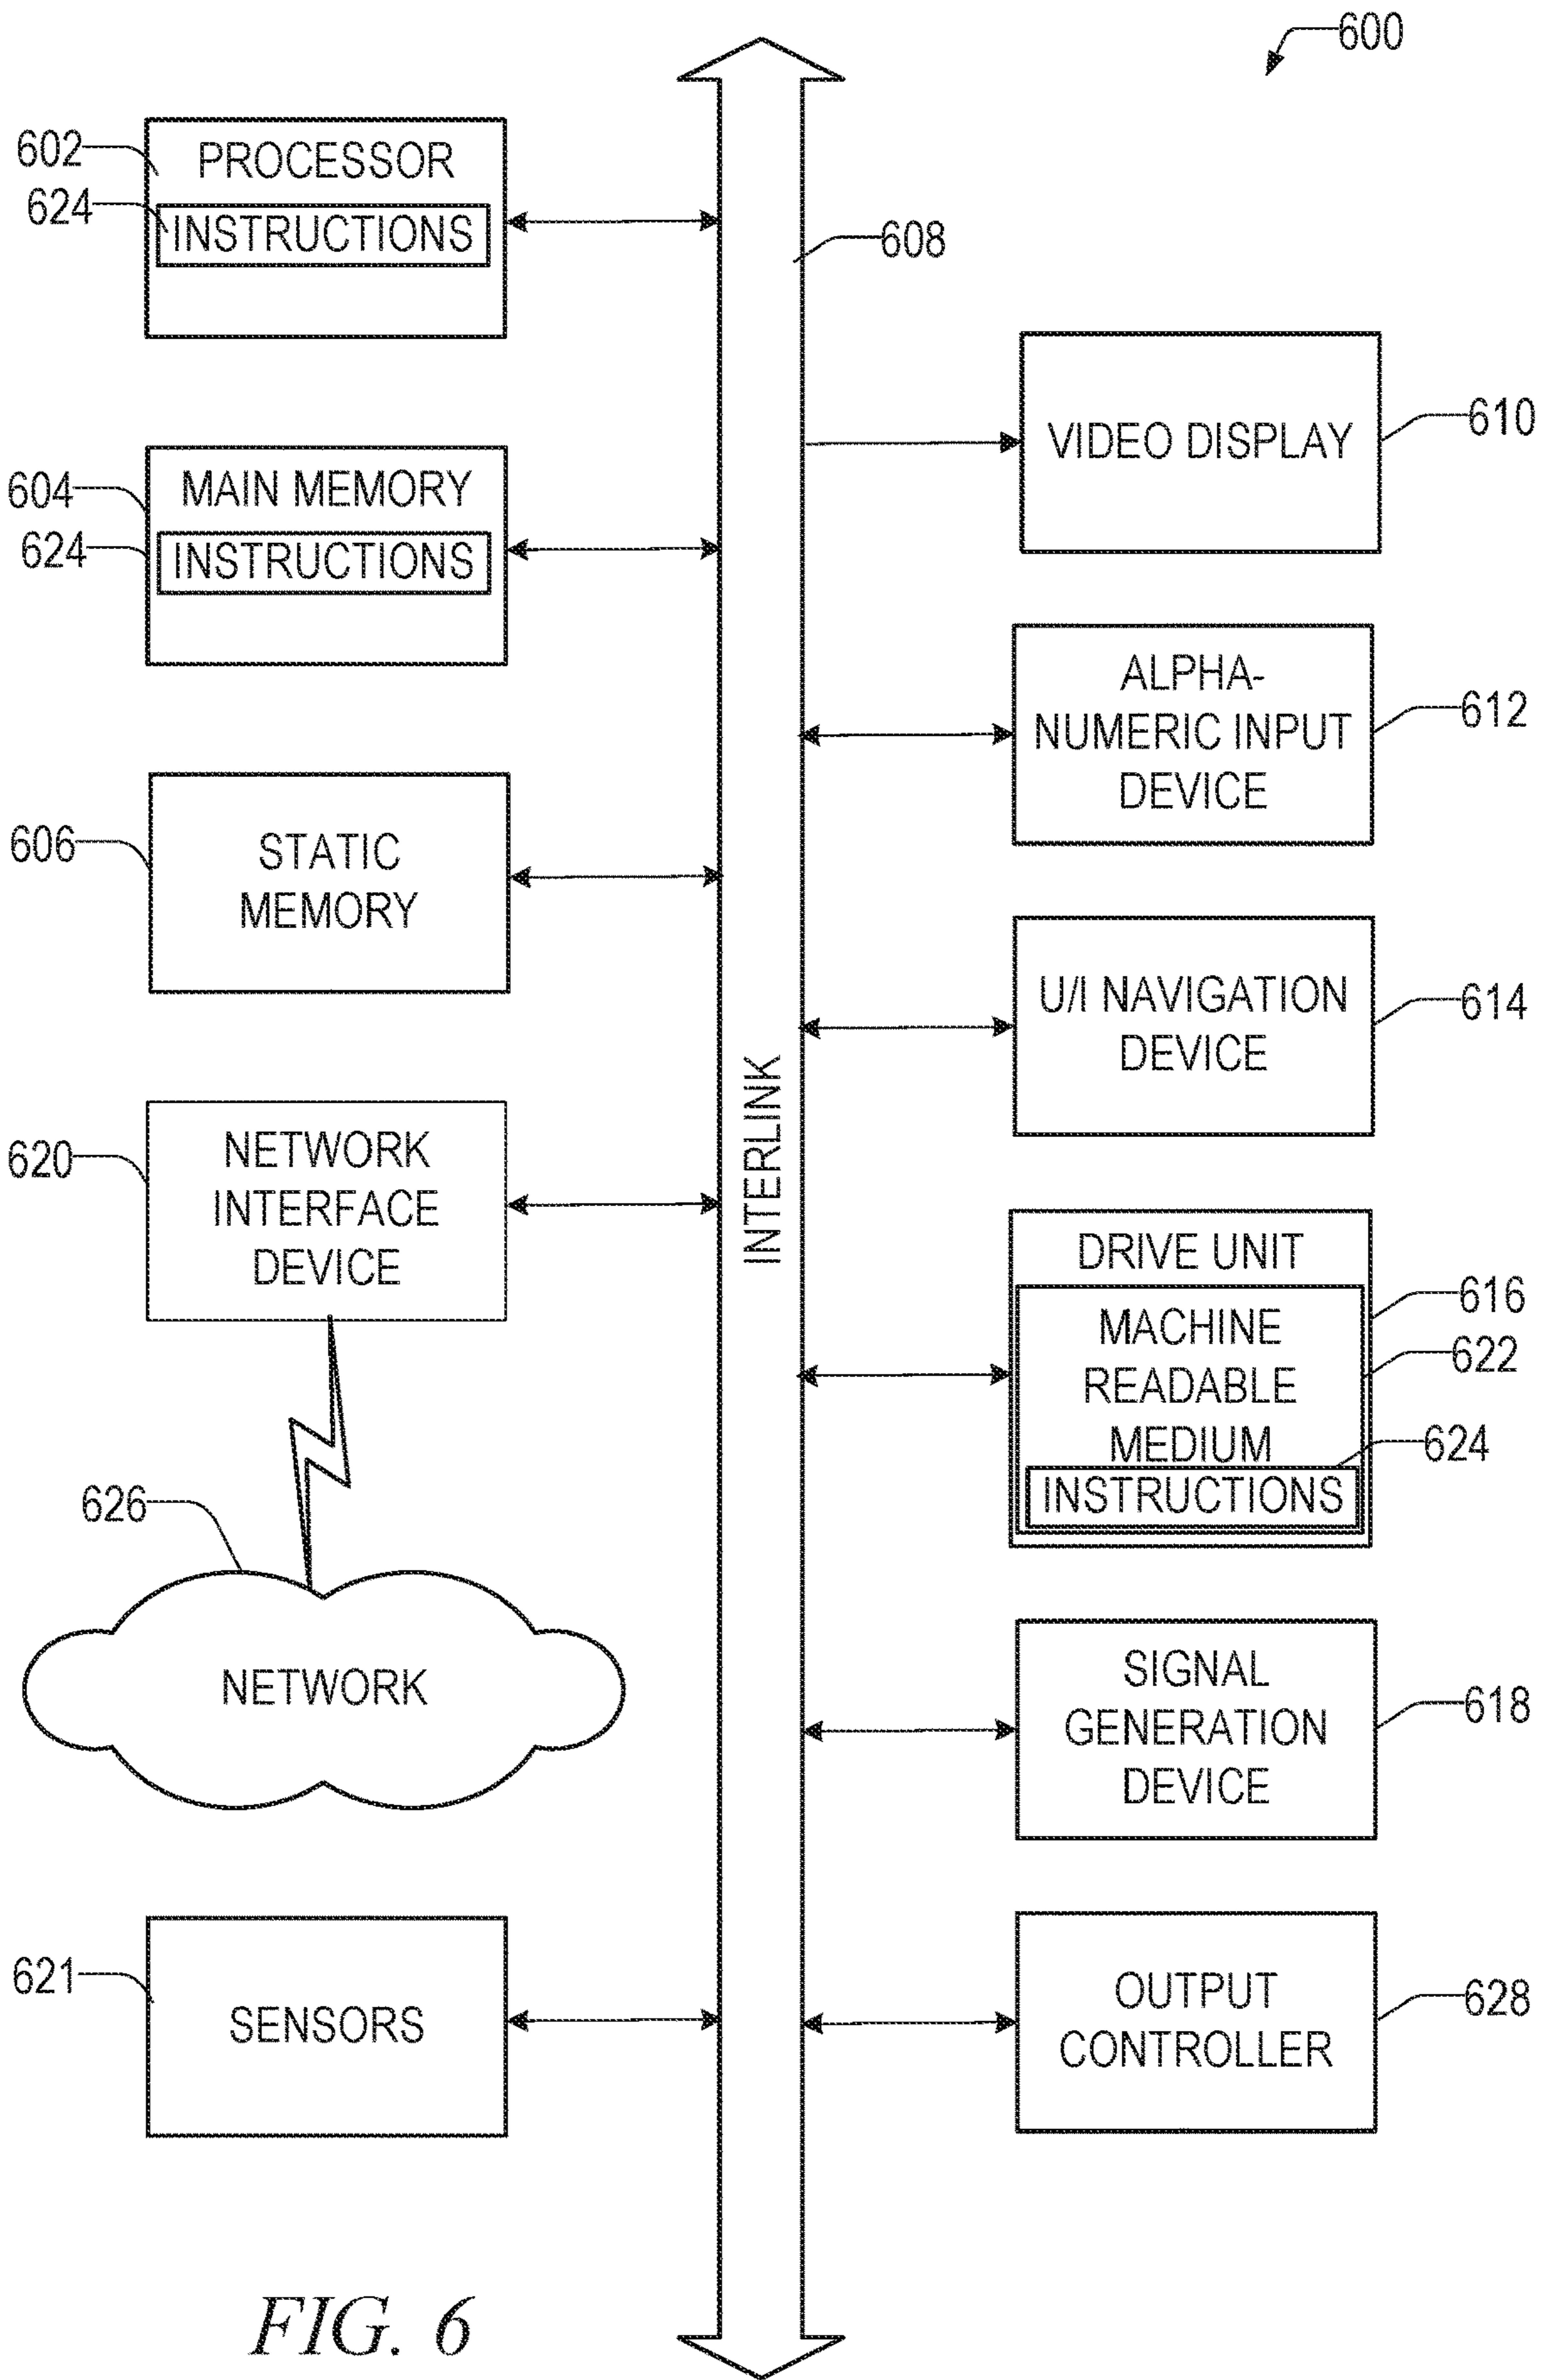 600
602
PROCESSOR
624
INSTRUCTIONS
608
VIDEO DISPLAY
610
604
MAIN MEMORY
624
INSTRUCTIONS
ALPHA-
NUMERIC INPUT
DEVICE
612
606
STATIC
MEMORY
U/I NAVIGATION
DEVICE
614
INTERLINK
620
NETWORK
INTERFACE
DEVICE
DRIVE UNIT
616
MACHINE
READABLE
MEDIUM
622
624
INSTRUCTIONS
626
NETWORK
SIGNAL
GENERATION
DEVICE
618
621
SENSORS
OUTPUT
CONTROLLER
628
FIG. 6